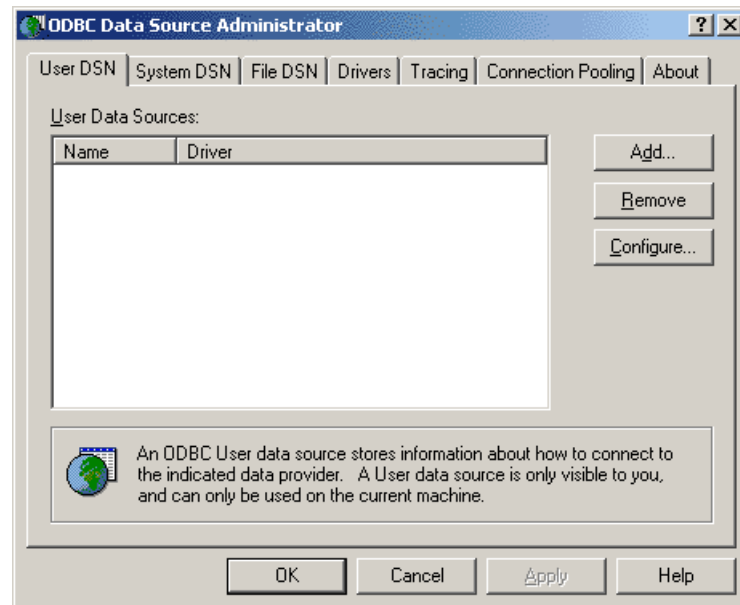 ODBC Data Source Administrator
User DSN System DSN File DSN Drivers Tracing Connection Pooling About
User Data Sources:
Name Driver
Add...
Remove
Configure...
An ODBC User data source stores information about how to connect to
the indicated data provider. A User data source is only visible to you,
and can only be used on the current machine.
OK Cancel Apply Help